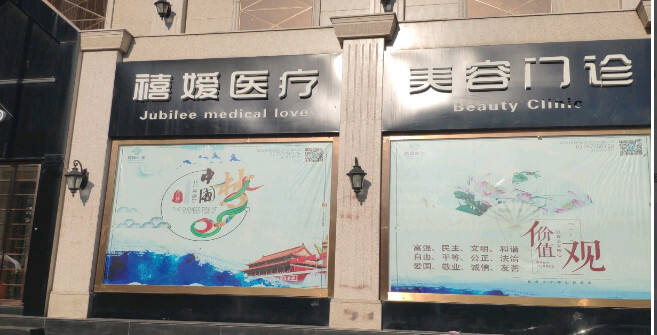 禧媛医疗
Jubilee medical love
美容门诊
Beauty Clinic
中国梦
价值观
富强、民主、文明、和谐
自由、平等、公正、法治
爱国、敬业、诚信、友善